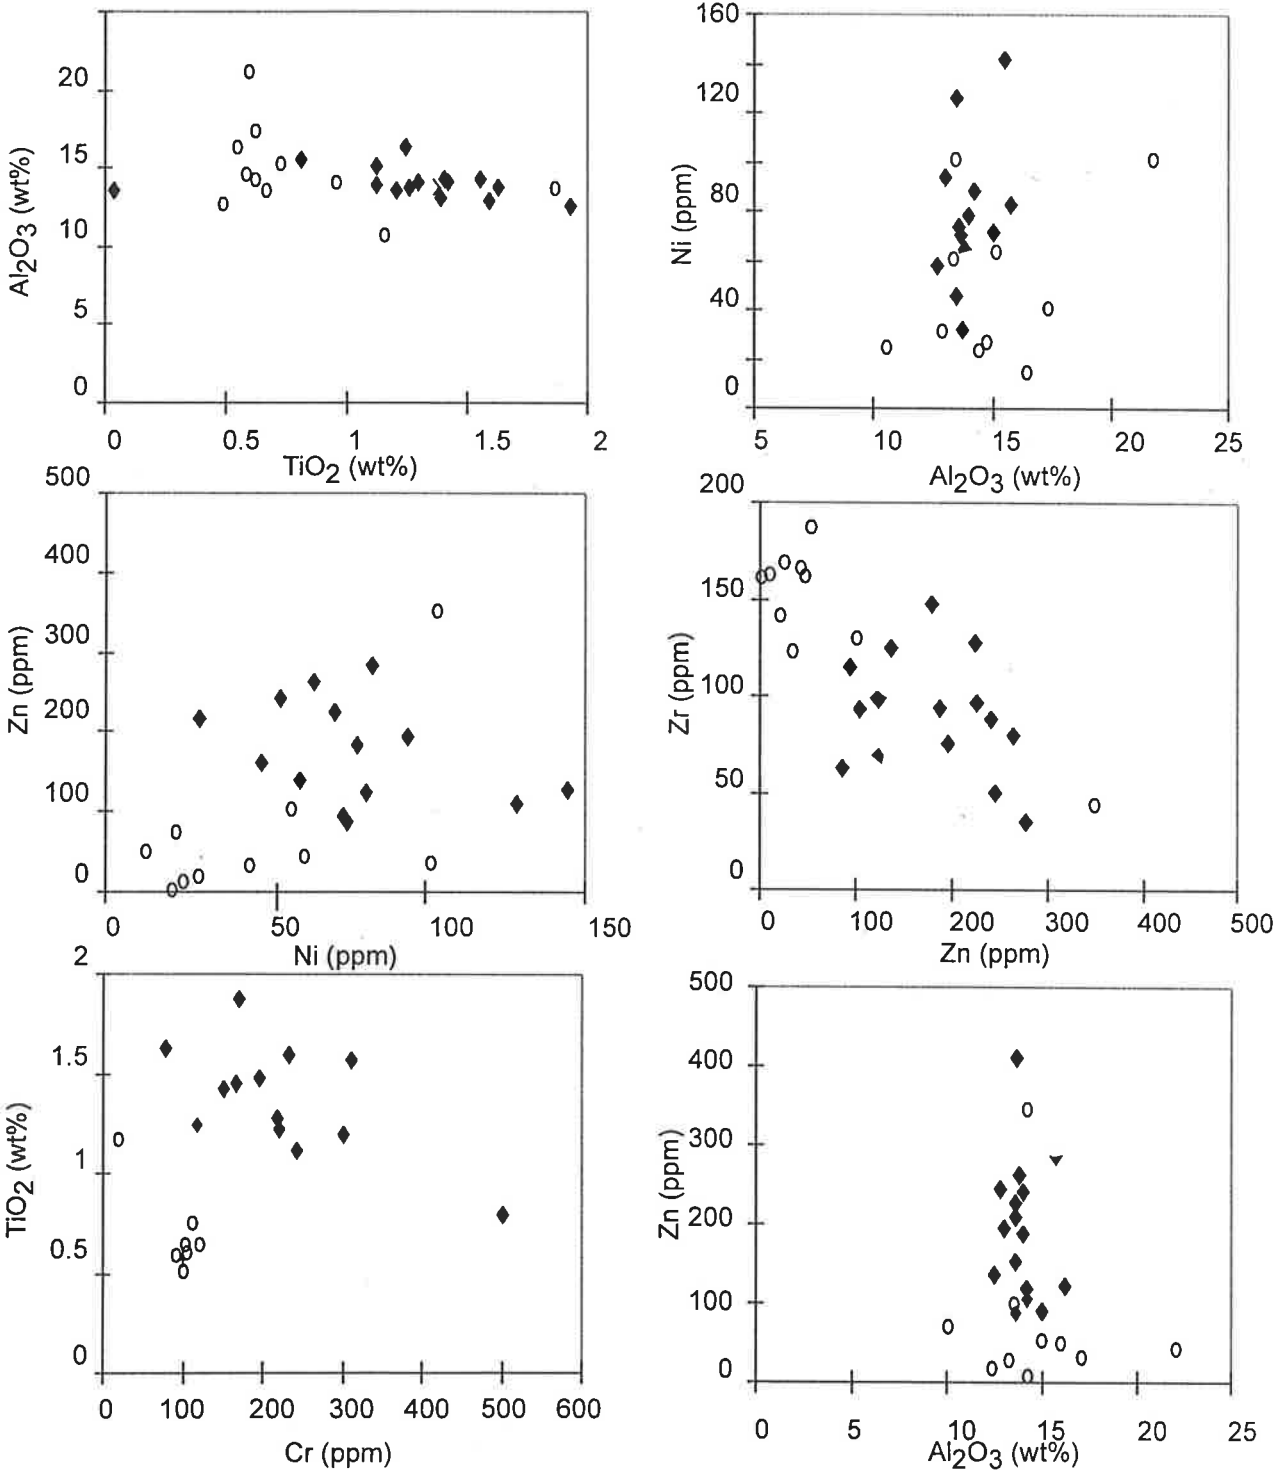 20
15
10
5
0
Al2O3 (wt%)
0 0.5 1 1.5 2
TiO2 (wt%)
160
120
80
40
0
Ni (ppm)
5 10 15 20 25
Al2O3 (wt%)
500
400
300
200
100
0
Zn (ppm)
0 50 100 150
Ni (ppm)
200
150
100
50
0
Zr (ppm)
0 100 200 300 400 500
Zn (ppm)
2
1.5
1
0.5
0
TiO2 (wt%)
0 100 200 300 400 500 600
Cr (ppm)
500
400
300
200
100
0
Zn (ppm)
0 5 10 15 20 25
Al2O3 (wt%)